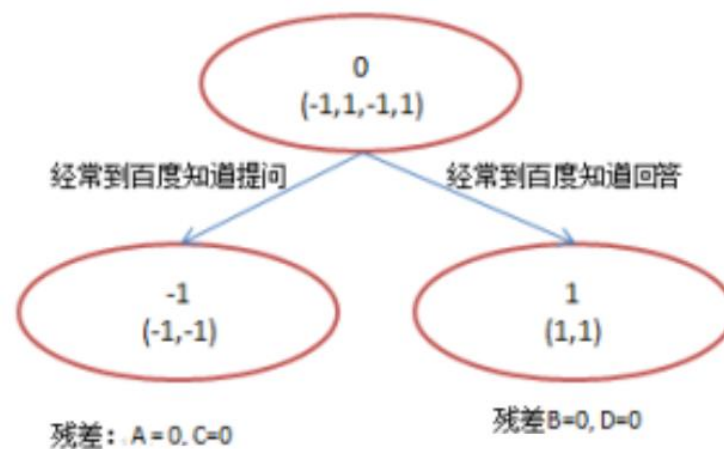 0
(-1,1,-1,1)
经常到百度知道提问
经常到百度知道回答
-1
(-1,-1)
1
(1,1)
残差：A = 0, C=0
残差B=0, D=0